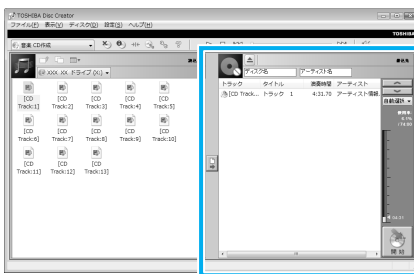 TOSHIBA Disc Creator
ファイル(F) 表示(V) ディスク(D) 設定(S) ヘルプ(H)
TOSHIBA
音楽 CD作成
XXX. XX. ドライブ (X:)
[CD Track:1]
[CD Track:2]
[CD Track:3]
[CD Track:4]
[CD Track:5]
[CD Track:6]
[CD Track:7]
[CD Track:8]
[CD Track:9]
[CD Track:10]
[CD Track:11]
[CD Track:12]
[CD Track:13]
ディスク名 アーティスト名
トラック タイトル 演奏時間 アーティスト
[CD Track... トラック 1 4:31.70 アーティスト情報
自動選択
開始